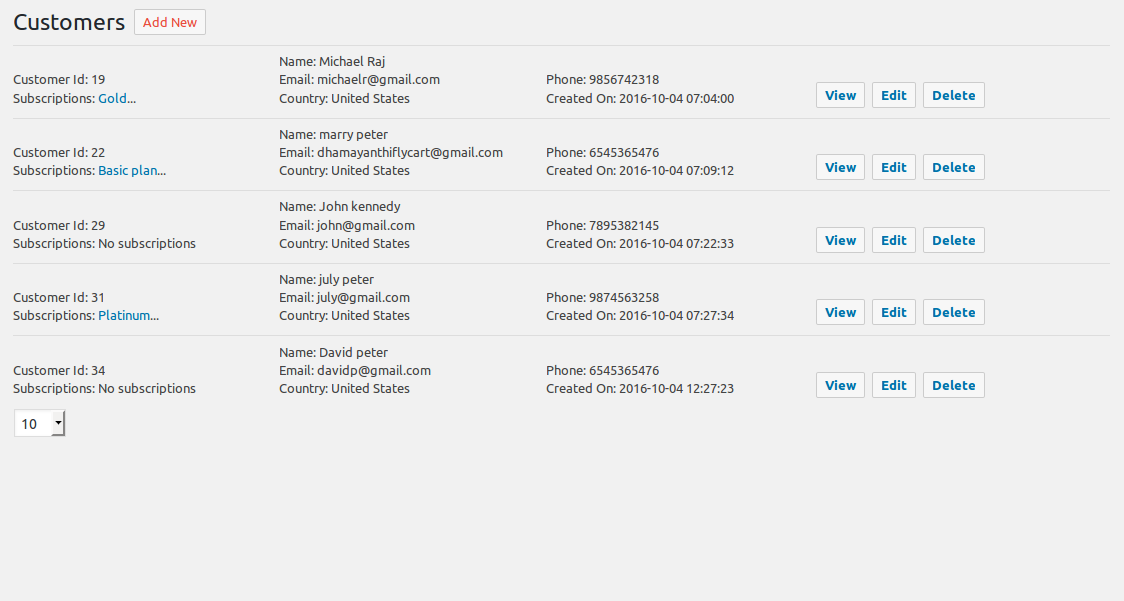 Customers Add New
Name: Michael Raj
Customer Id: 19 Email: michaelr@gmail.com Phone: 9856742318
Subscriptions: Gold... Country: United States Created On: 2016-10-04 07:04:00 View Edit Delete
Name: marry peter
Customer Id: 22 Email: dhamayanthiflycart@gmail.com Phone: 6545365476
Subscriptions: Basic plan... Country: United States Created On: 2016-10-04 07:09:12 View Edit Delete
Name: John kennedy
Customer Id: 29 Email: john@gmail.com Phone: 7895382145
Subscriptions: No subscriptions Country: United States Created On: 2016-10-04 07:22:33 View Edit Delete
Name: july peter
Customer Id: 31 Email: july@gmail.com Phone: 9874563258
Subscriptions: Platinum... Country: United States Created On: 2016-10-04 07:27:34 View Edit Delete
Name: David peter
Customer Id: 34 Email: davidp@gmail.com Phone: 6545365476
Subscriptions: No subscriptions Country: United States Created On: 2016-10-04 12:27:23 View Edit Delete
10